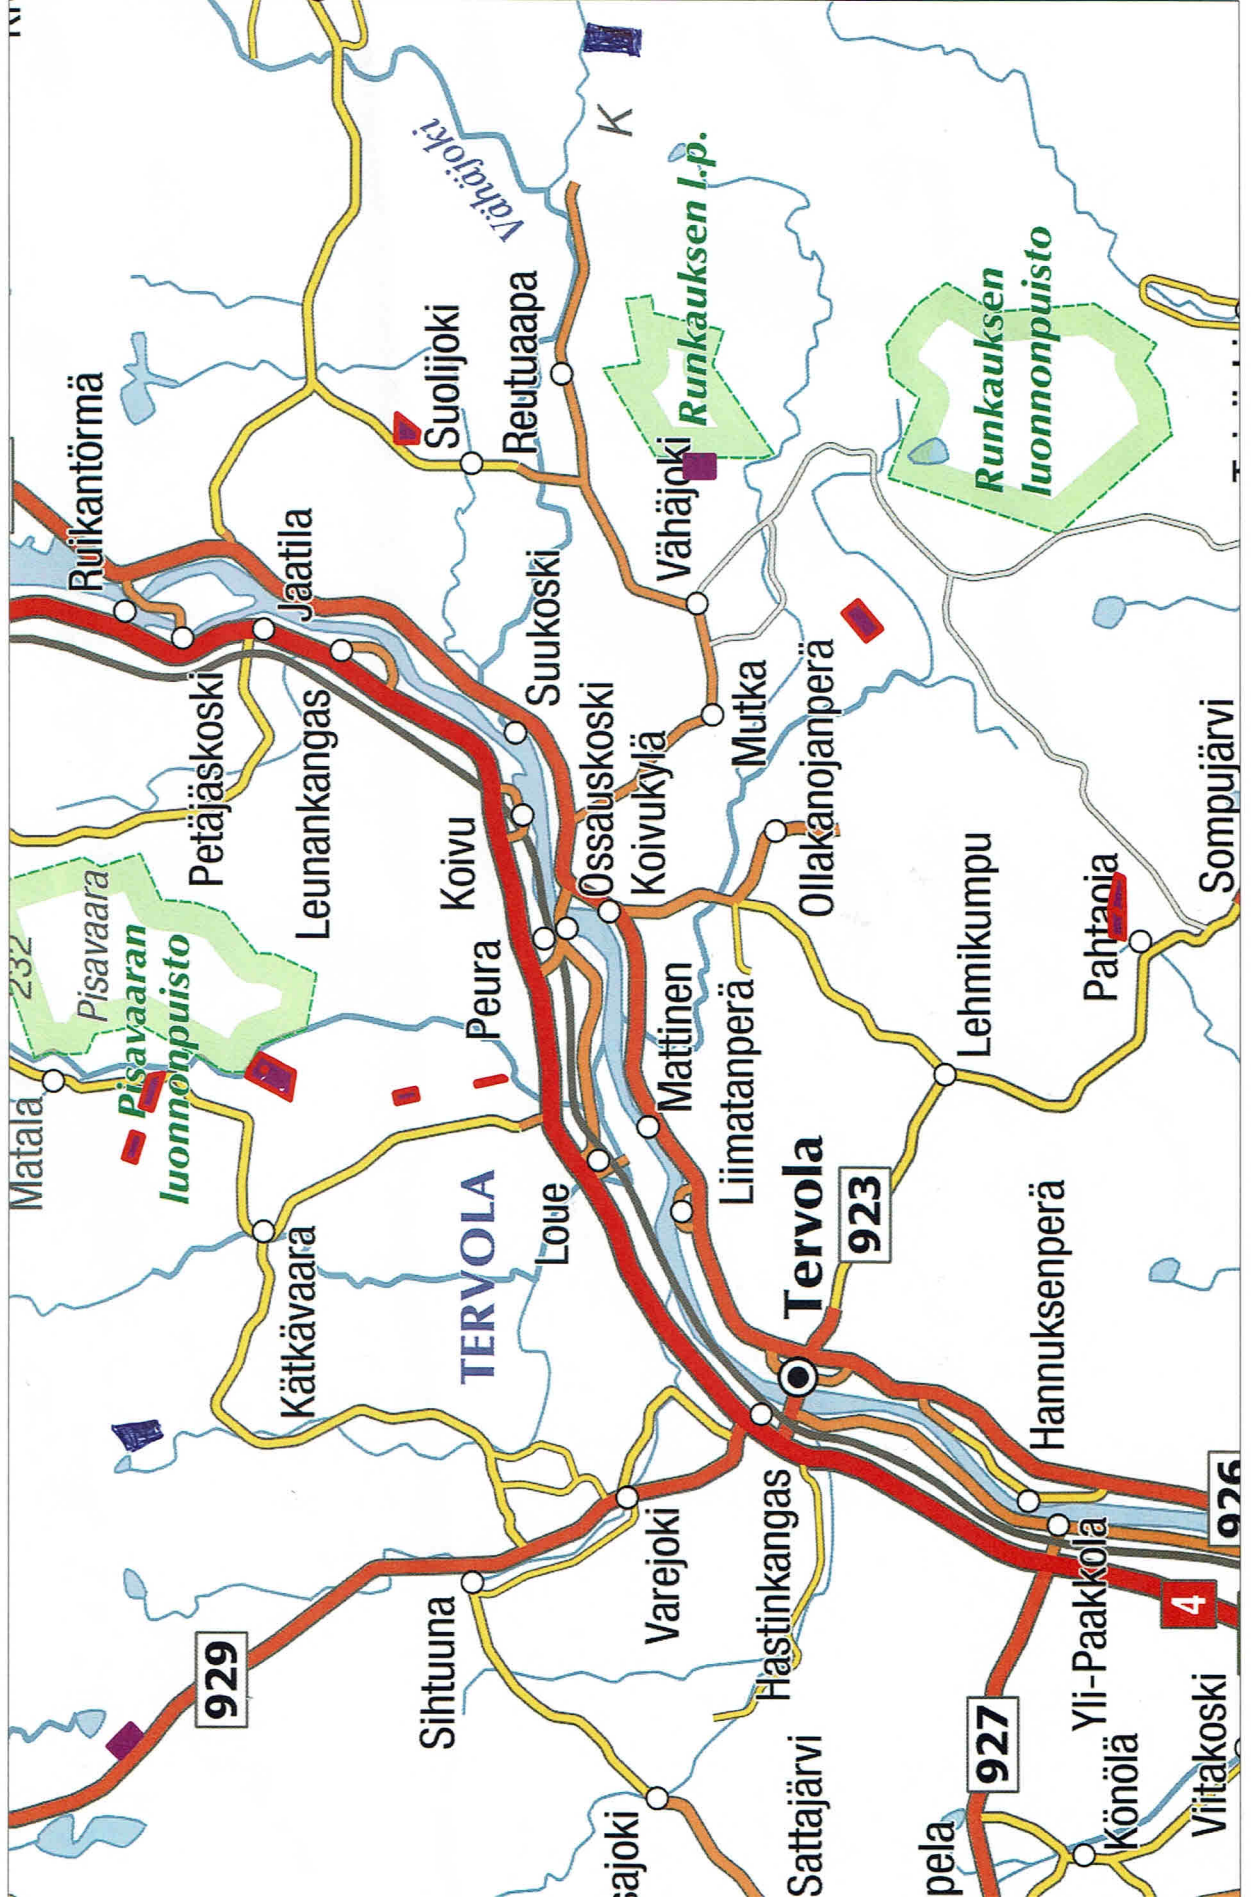 Matala
232
Pisavaara
Pisavaaran
luonnonpuisto
Ruikantörmä
Petäjäskoski
Jaatila
Leunankangas
Vähäjoki
Suolijoki
Reutuaapa
K
Runkauksen l.p.
Runkauksen
luonnonpuisto
Koivu
Peura
Suukoski
Ossauskoski
Koivukylä
Vähäjoki
Mutka
Ollakanojanperä
Mattinen
Liimatanperä
Lehmikumpu
Pahtaoja
Sompujärvi
Kätkävaara
TERVOLA
Loue
Tervola
923
Hannuksenperä
929
Sihtuuna
Varejoki
Hastinkangas
Sattajärvi
Yli-Paakkola
926
4
927
Könölä
Viitakoski
sajoki
pela